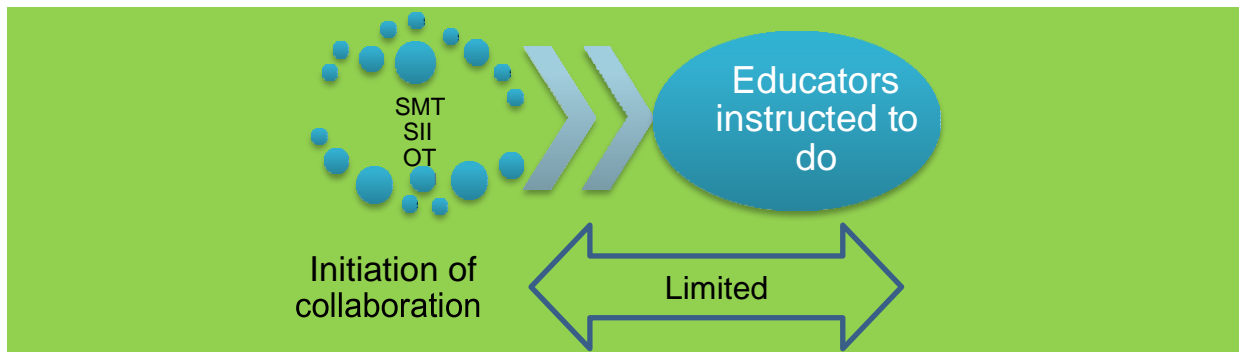 SMT
SII
OT
Educators
instructed to
do
Initiation of
collaboration
Limited